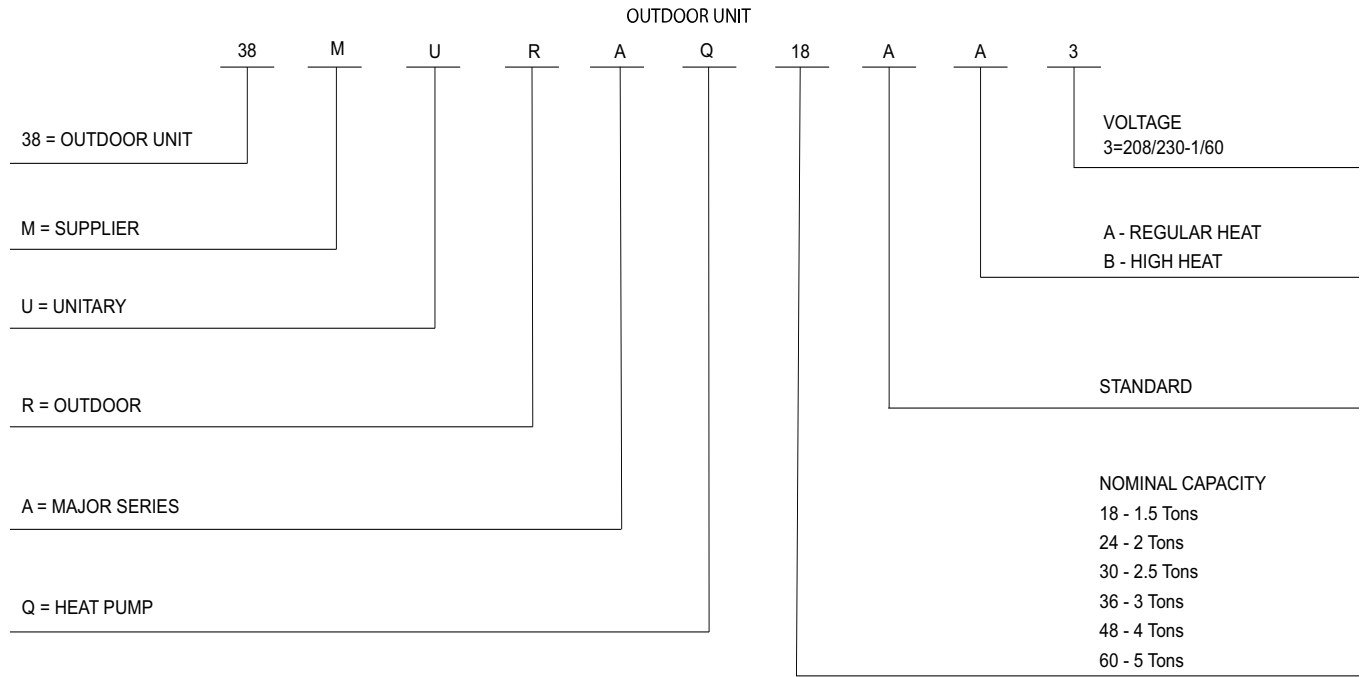 OUTDOOR UNIT
38 M U R A Q 18 A A 3
38 = OUTDOOR UNIT
M = SUPPLIER
U = UNITARY
R = OUTDOOR
A = MAJOR SERIES
Q = HEAT PUMP
VOLTAGE
3=208/230-1/60
A - REGULAR HEAT
B - HIGH HEAT
STANDARD
NOMINAL CAPACITY
18 - 1.5 Tons
24 - 2 Tons
30 - 2.5 Tons
36 - 3 Tons
48 - 4 Tons
60 - 5 Tons